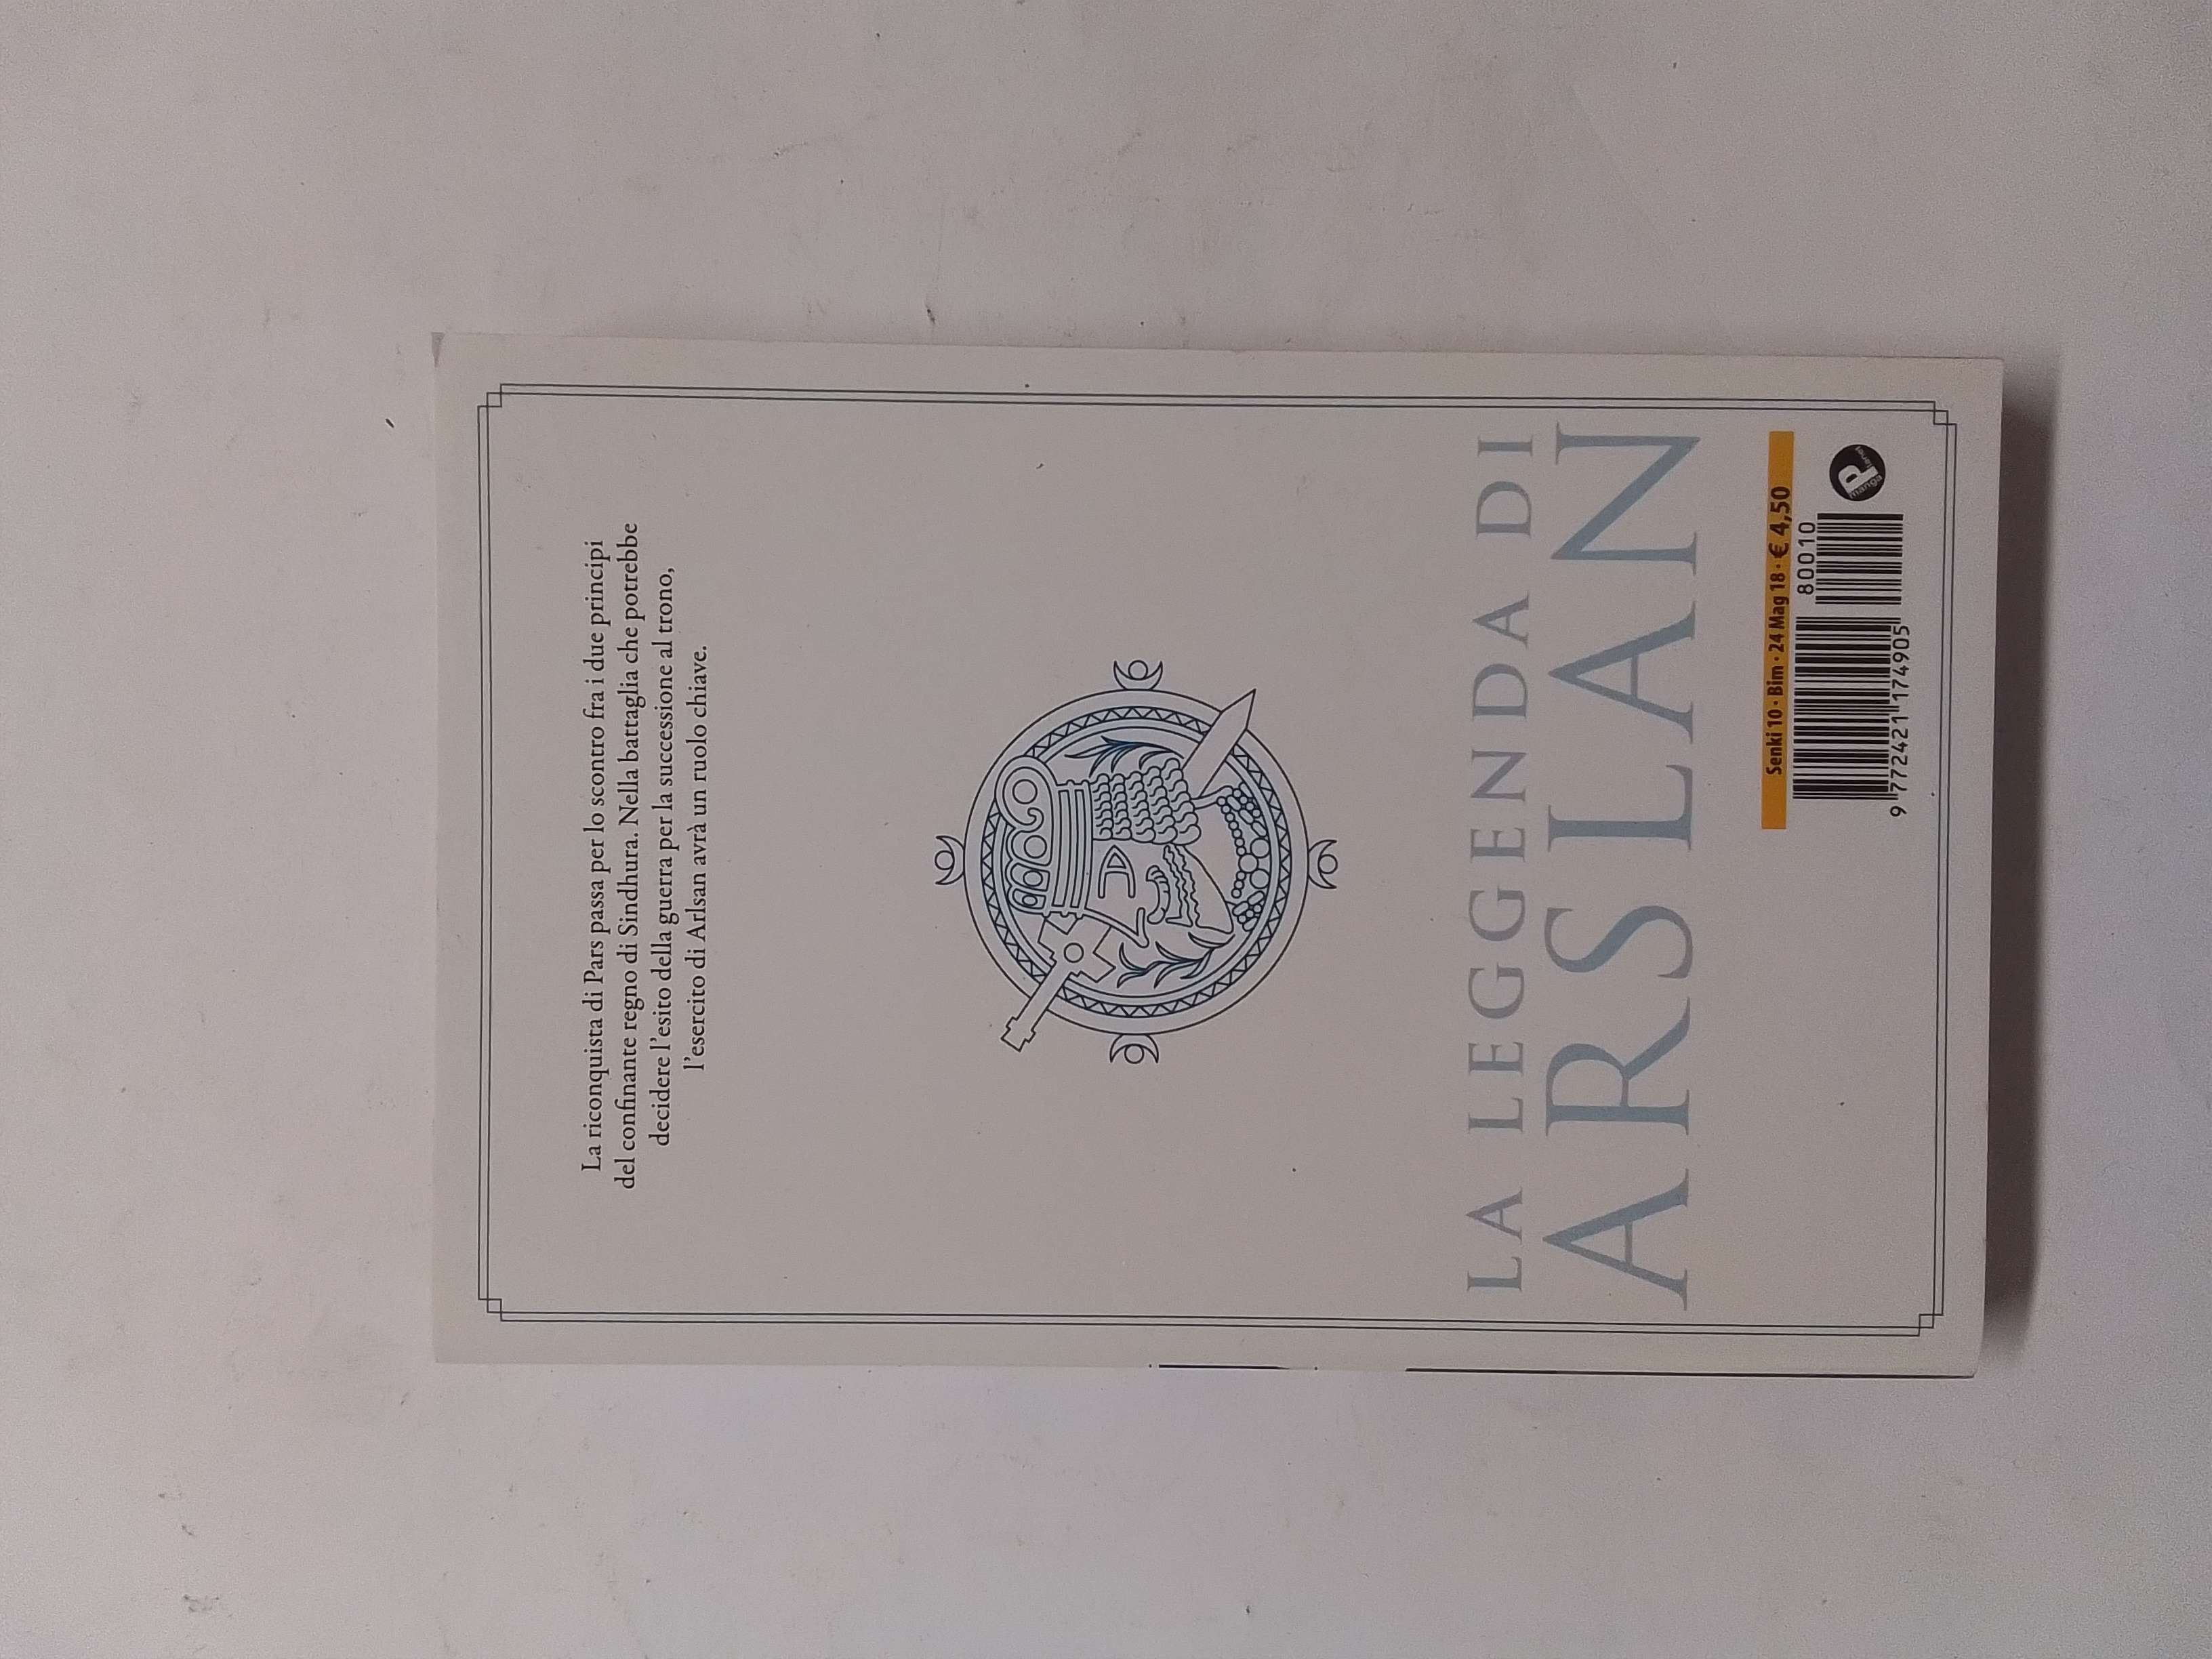 La riconquista di Pars passa per lo scontro fra i due principi
del confinante regno di Sindhura. Nella battaglia che potrebbe
decidere l'esito della guerra per la successione al trono,
l'esercito di Arlsan avrà un ruolo chiave.
LA LEGGENDA DI
ARSLAN
Senki 10 · Bim · 24 Mag 18 · € 4,50
80010
9 772421 174905
P
planet
manga